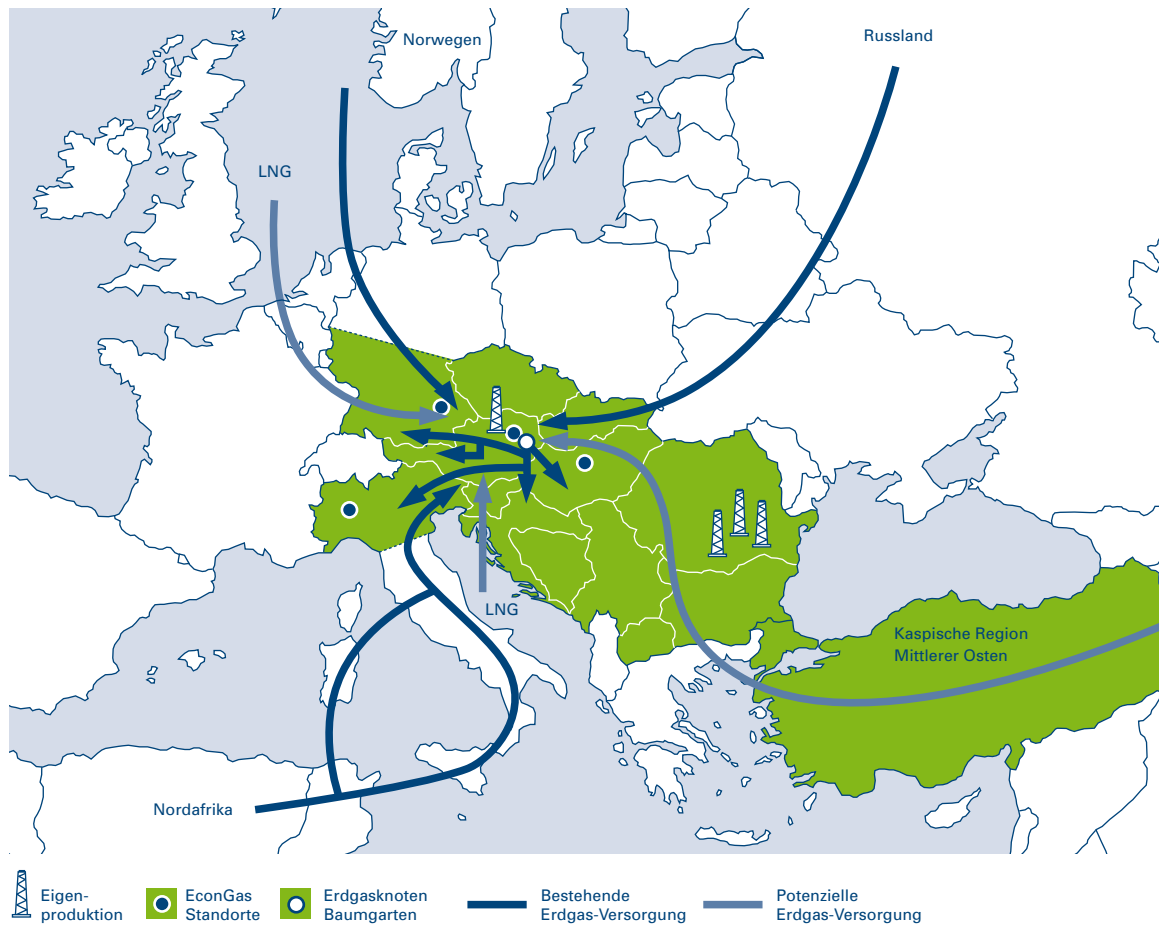 Norwegen
Russland
LNG
LNG
Kaspische Region
Mittlerer Osten
Nordafrika
Eigen-
produktion
EconGas
Standorte
Erdgasknoten
Baumgarten
Bestehende
Erdgas-Versorgung
Potenzielle
Erdgas-Versorgung